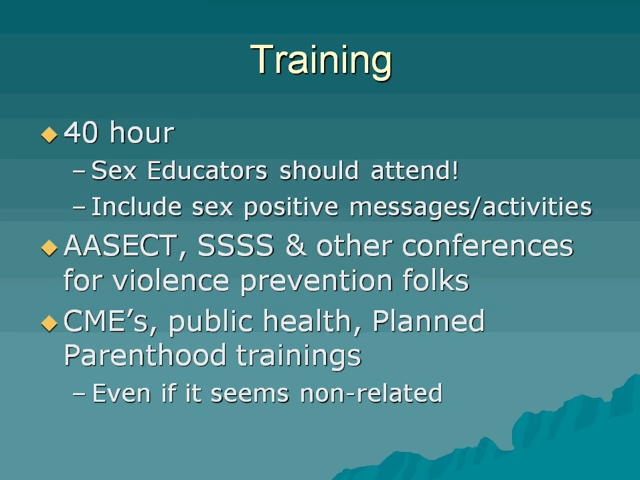 Training
40 hour
– Sex Educators should attend!
– Include sex positive messages/activities
AASECT, SSSS & other conferences
for violence prevention folks
CME’s, public health, Planned
Parenthood trainings
– Even if it seems non-related